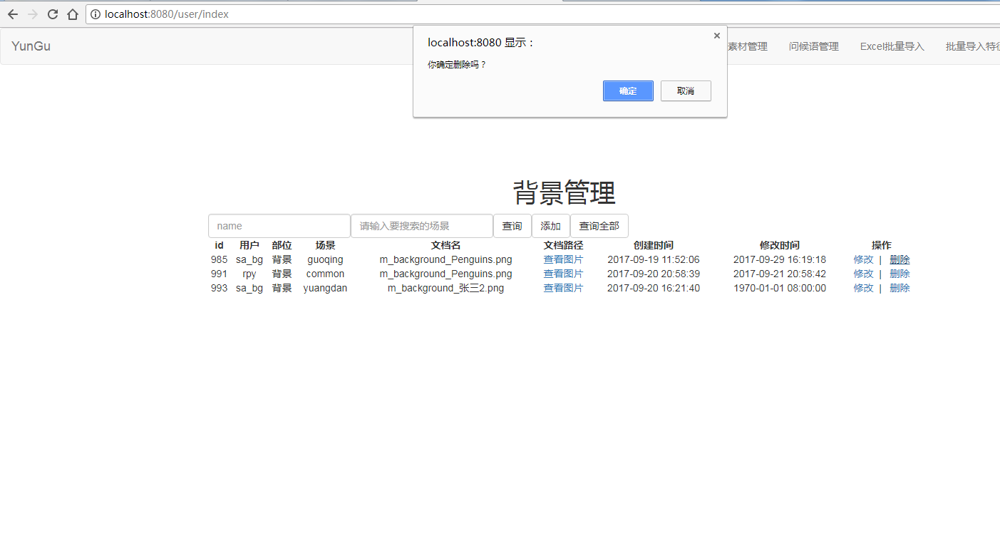 localhost:8080/user/index
localhost:8080 显示：
你确定删除吗？
确定 取消
YunGu 素材管理 问候语管理 Excel批量导入 批量导入特征
背景管理
name 请输入要搜索的场景 查询 添加 查询全部
id 用户 部位 场景 文档名 文档路径 创建时间 修改时间 操作
985 sa_bg 背景 guoqing m_background_Penguins.png 查看图片 2017-09-19 11:52:06 2017-09-29 16:19:18 修改 | 删除
991 rpy 背景 common m_background_Penguins.png 查看图片 2017-09-20 20:58:39 2017-09-21 20:58:42 修改 | 删除
993 sa_bg 背景 yuangdan m_background_张三2.png 查看图片 2017-09-20 16:21:40 1970-01-01 08:00:00 修改 | 删除